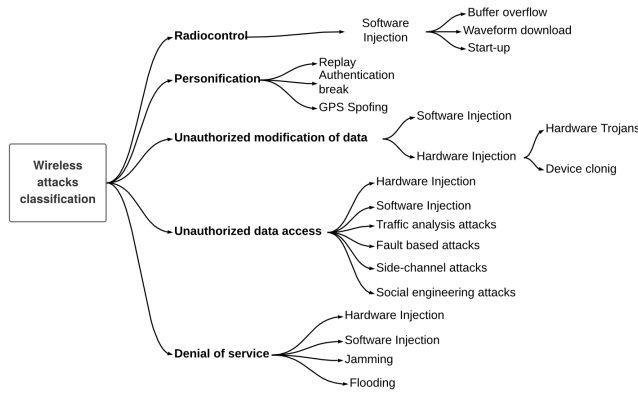 Wireless
attacks
classification
Radiocontrol
Software
Injection
Buffer overflow
Waveform download
Start-up
Personification
Replay
Authentication
break
GPS Spofing
Unauthorized modification of data
Software Injection
Hardware Injection
Hardware Trojans
Device clonig
Unauthorized data access
Hardware Injection
Software Injection
Traffic analysis attacks
Fault based attacks
Side-channel attacks
Social engineering attacks
Denial of service
Hardware Injection
Software Injection
Jamming
Flooding